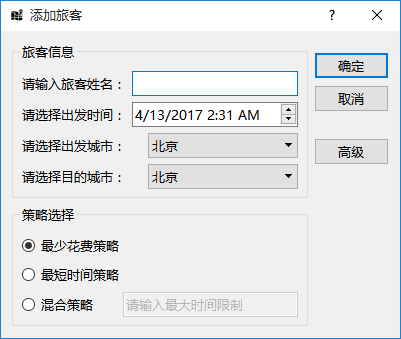 添加旅客
旅客信息
请输入旅客姓名：
请选择出发时间： 4/13/2017 2:31 AM
请选择出发城市： 北京
请选择目的城市： 北京
确定
取消
高级
策略选择
最少花费策略
最短时间策略
混合策略 请输入最大时间限制